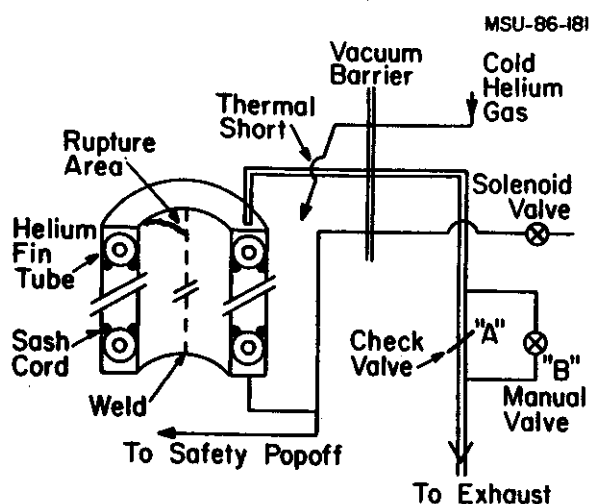 MSU-86-181
Vacuum
Barrier
Cold
Helium
Gas
Thermal
Short
Rupture
Area
Solenoid
Valve
Helium
Fin
Tube
Sash
Cord
Check
Valve
"A"
"B"
Manual
Valve
Weld
To Safety Popoff
To Exhaust